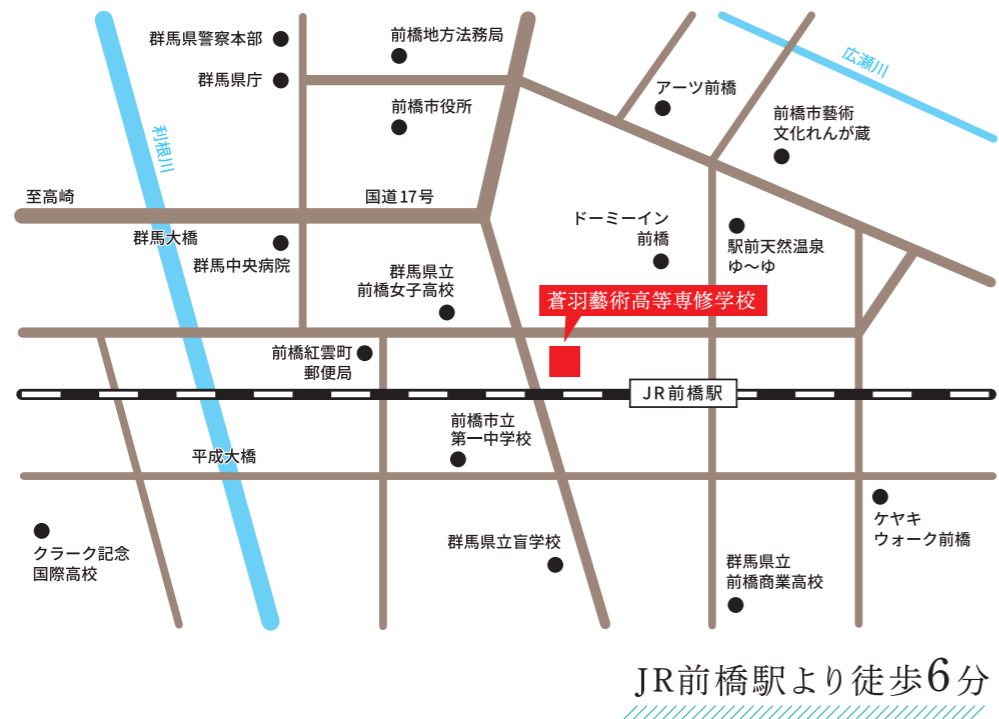 群馬県警察本部
前橋地方法務局
広瀬川
群馬県庁
アーツ前橋
前橋市役所
前橋市藝術
文化れんが蔵
利根川
至高崎
国道17号
ドーミーイン
前橋
群馬大橋
駅前天然温泉
ゆ〜ゆ
群馬中央病院
群馬県立
前橋女子高校
蒼羽藝術高等専修学校
前橋紅雲町
郵便局
JR前橋駅
前橋市立
第一中学校
平成大橋
ケヤキ
ウォーク前橋
クラーク記念
国際高校
群馬県立盲学校
群馬県立
前橋商業高校
JR前橋駅より徒歩6分